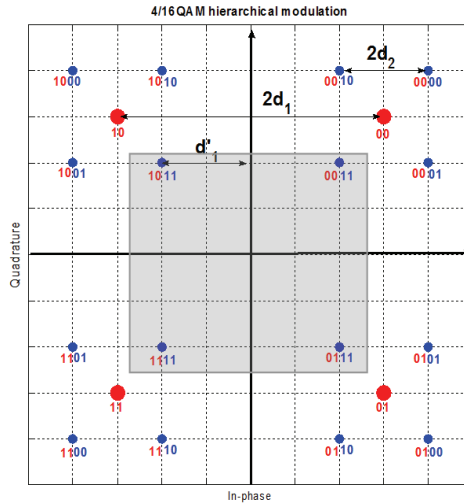 4/16QAM hierarchical modulation
1000 1010 0010 2d2 0000
2d1
10 00
d'1
1001 1011 0011 0001
Quadrature
1101 1111 0111 0101
11 01
1100 1110 0110 0100
In-phase